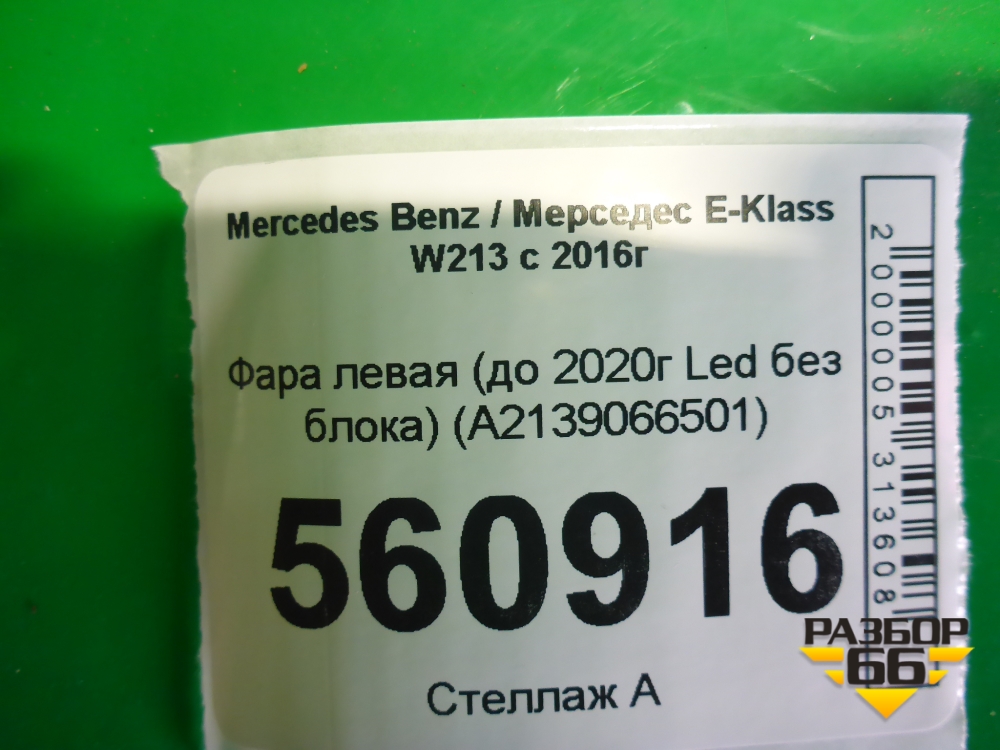 Mercedes Benz / Мерседес E-Klass
W213 с 2016г
Фара левая (до 2020г Led без
блока) (A2139066501)
560916
Стеллаж А
2000005313608
РАЗБОР
66